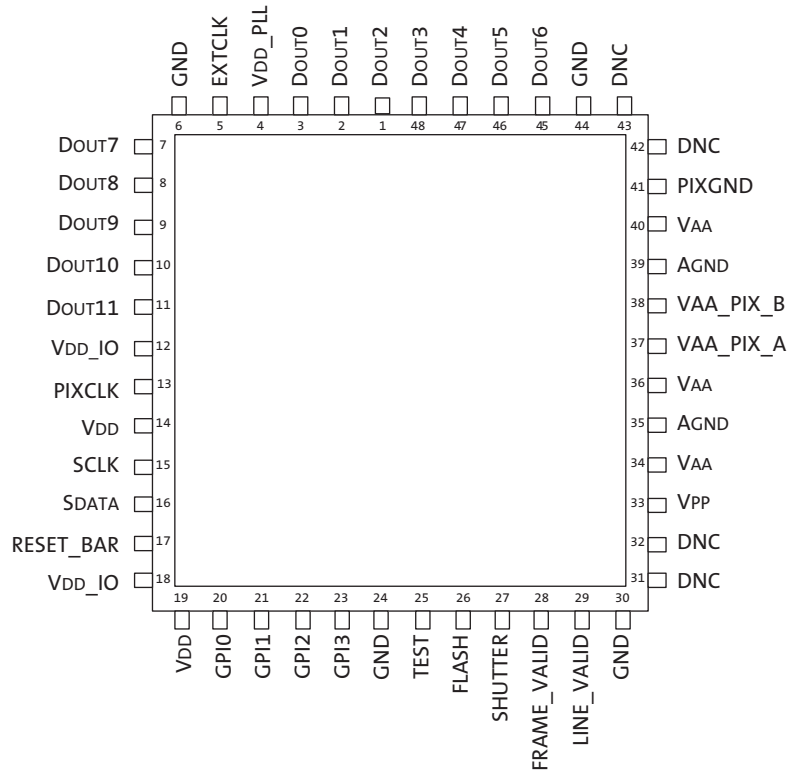 GND
EXTCLK
VDD_PLL
DOUT0
DOUT1
DOUT2
DOUT3
DOUT4
DOUT5
DOUT6
GND
DNC
6 5 4 3 2 1 48 47 46 45 44 43
DOUT7 7
DOUT8 8
DOUT9 9
DOUT10 10
DOUT11 11
VDD_IO 12
PIXCLK 13
VDD 14
SCLK 15
SDATA 16
RESET_BAR 17
VDD_IO 18
42 DNC
41 PIXGND
40 VAA
39 AGND
38 VAA_PIX_B
37 VAA_PIX_A
36 VAA
35 AGND
34 VAA
33 VPP
32 DNC
31 DNC
19 20 21 22 23 24 25 26 27 28 29 30
VDD
GPI0
GPI1
GPI2
GPI3
GND
TEST
FLASH
SHUTTER
FRAME_VALID
LINE_VALID
GND